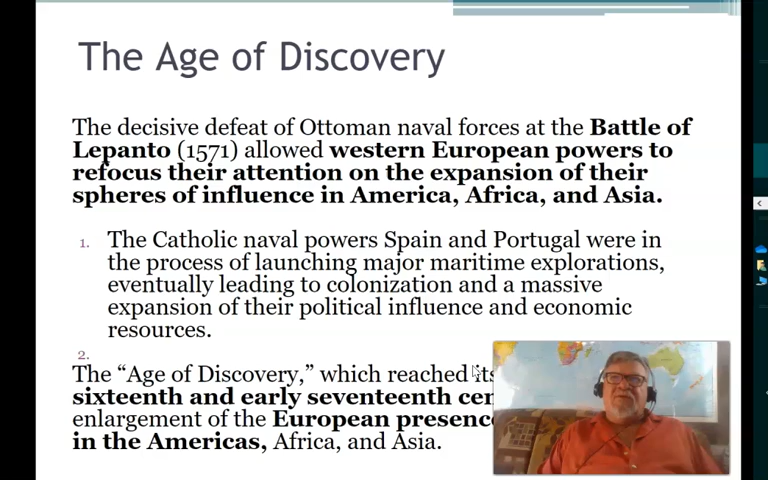 The Age of Discovery
The decisive defeat of Ottoman naval forces at the Battle of
Lepanto (1571) allowed western European powers to
refocus their attention on the expansion of their
spheres of influence in America, Africa, and Asia.
1. The Catholic naval powers Spain and Portugal were in
the process of launching major maritime explorations,
eventually leading to colonization and a massive
expansion of their political influence and economic
resources.
2.
The “Age of Discovery,” which reached its
sixteenth and early seventeenth cen
enlargement of the European presence
in the Americas, Africa, and Asia.